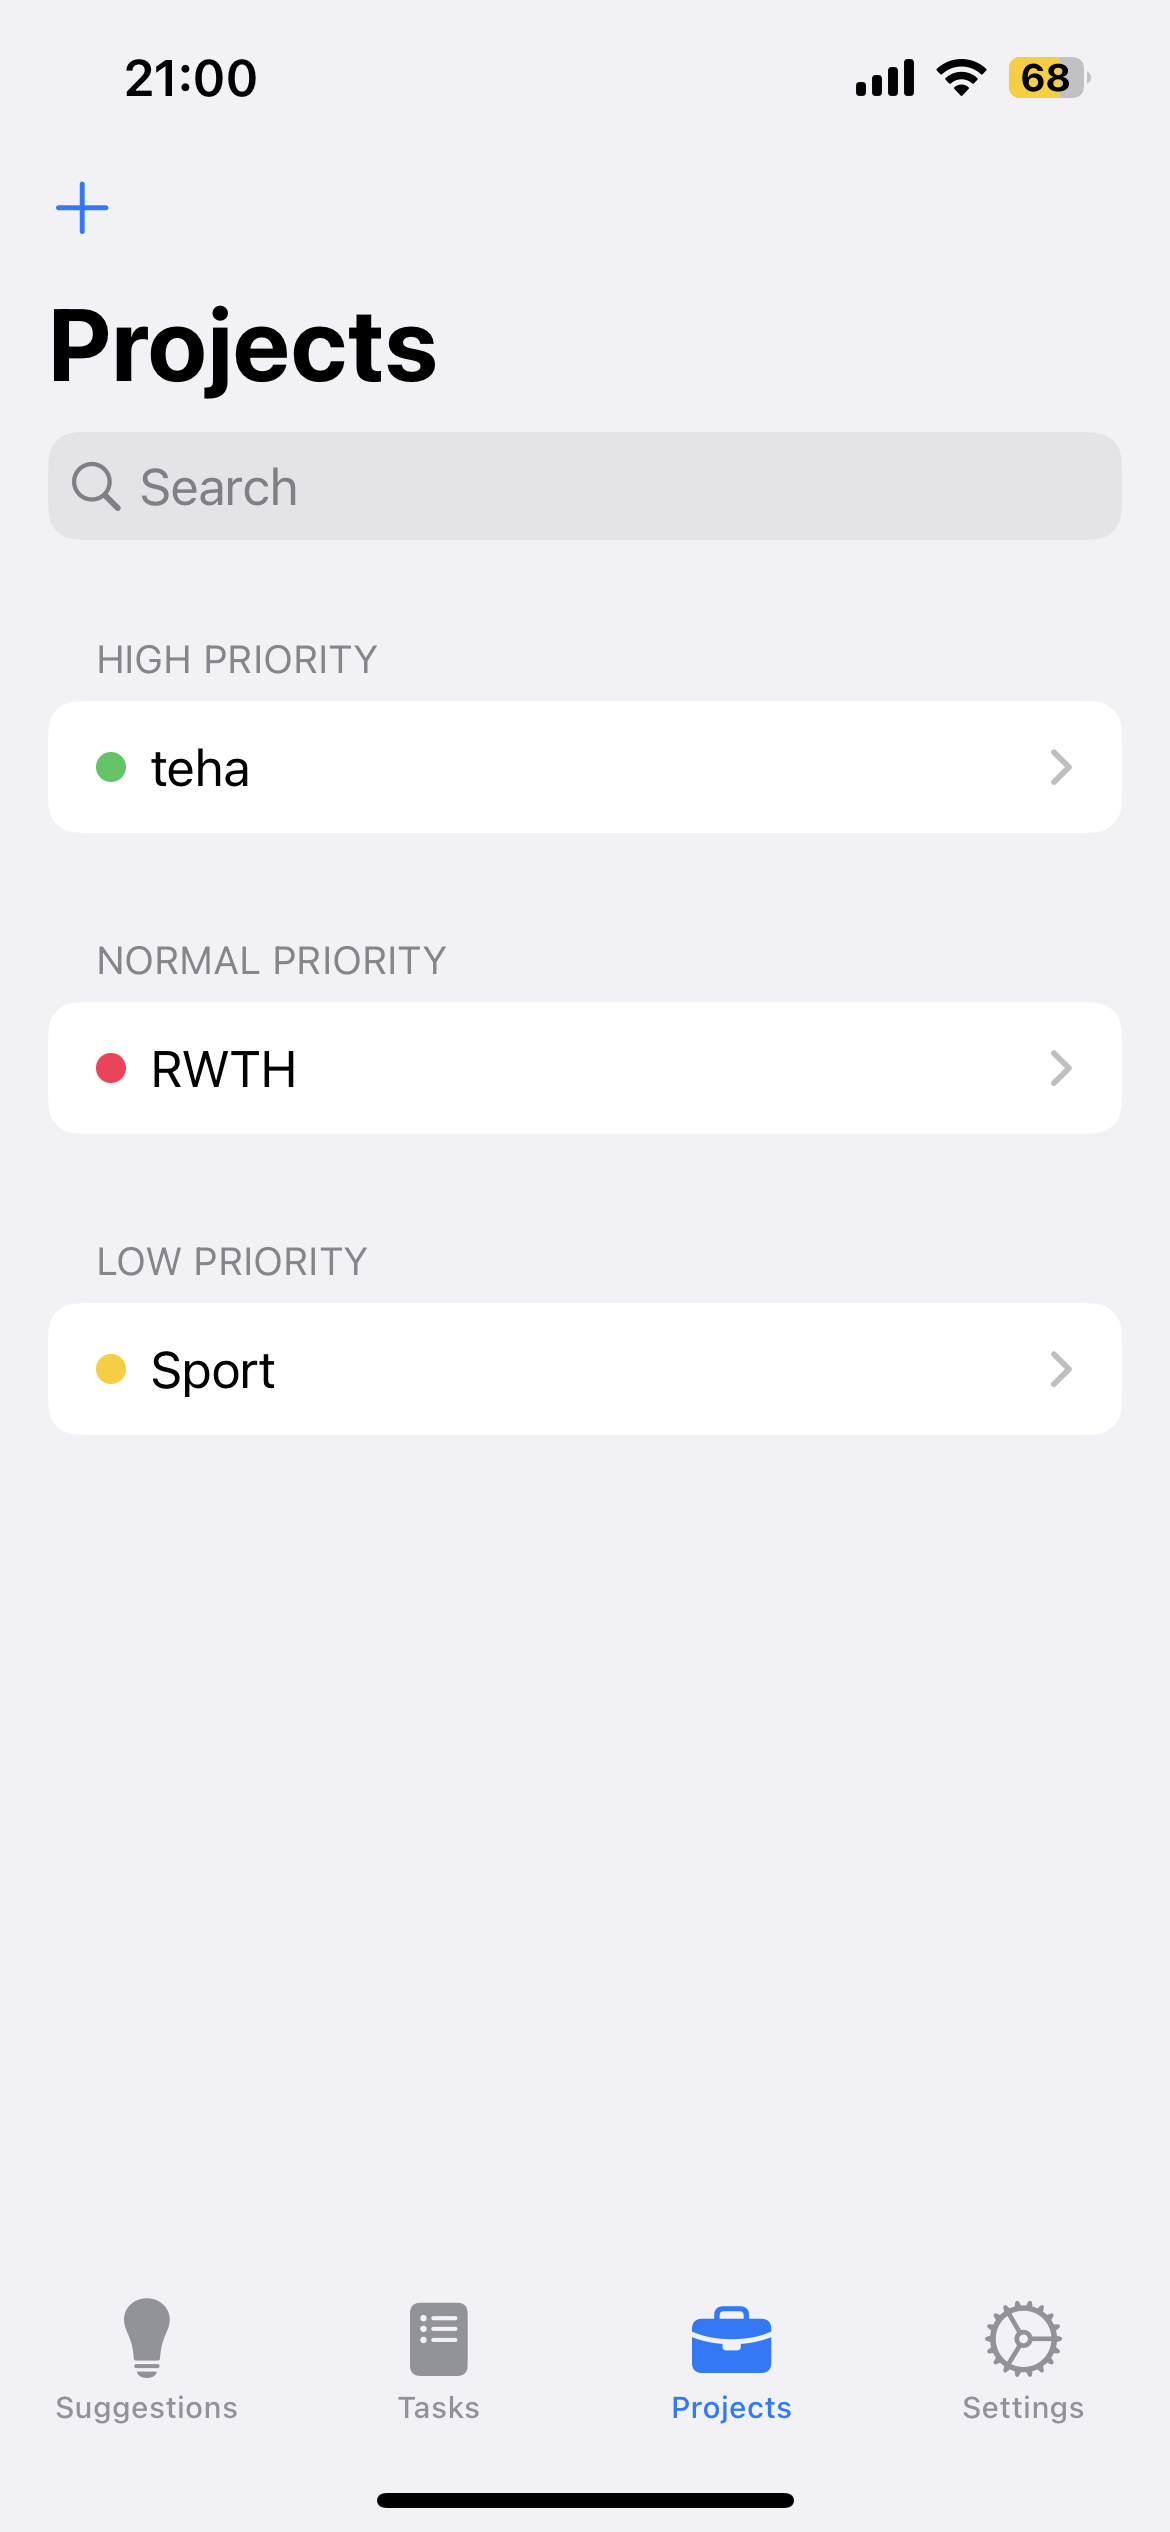 21:00
68
Projects
Search
HIGH PRIORITY
teha
NORMAL PRIORITY
RWTH
LOW PRIORITY
Sport
Suggestions
Tasks
Projects
Settings